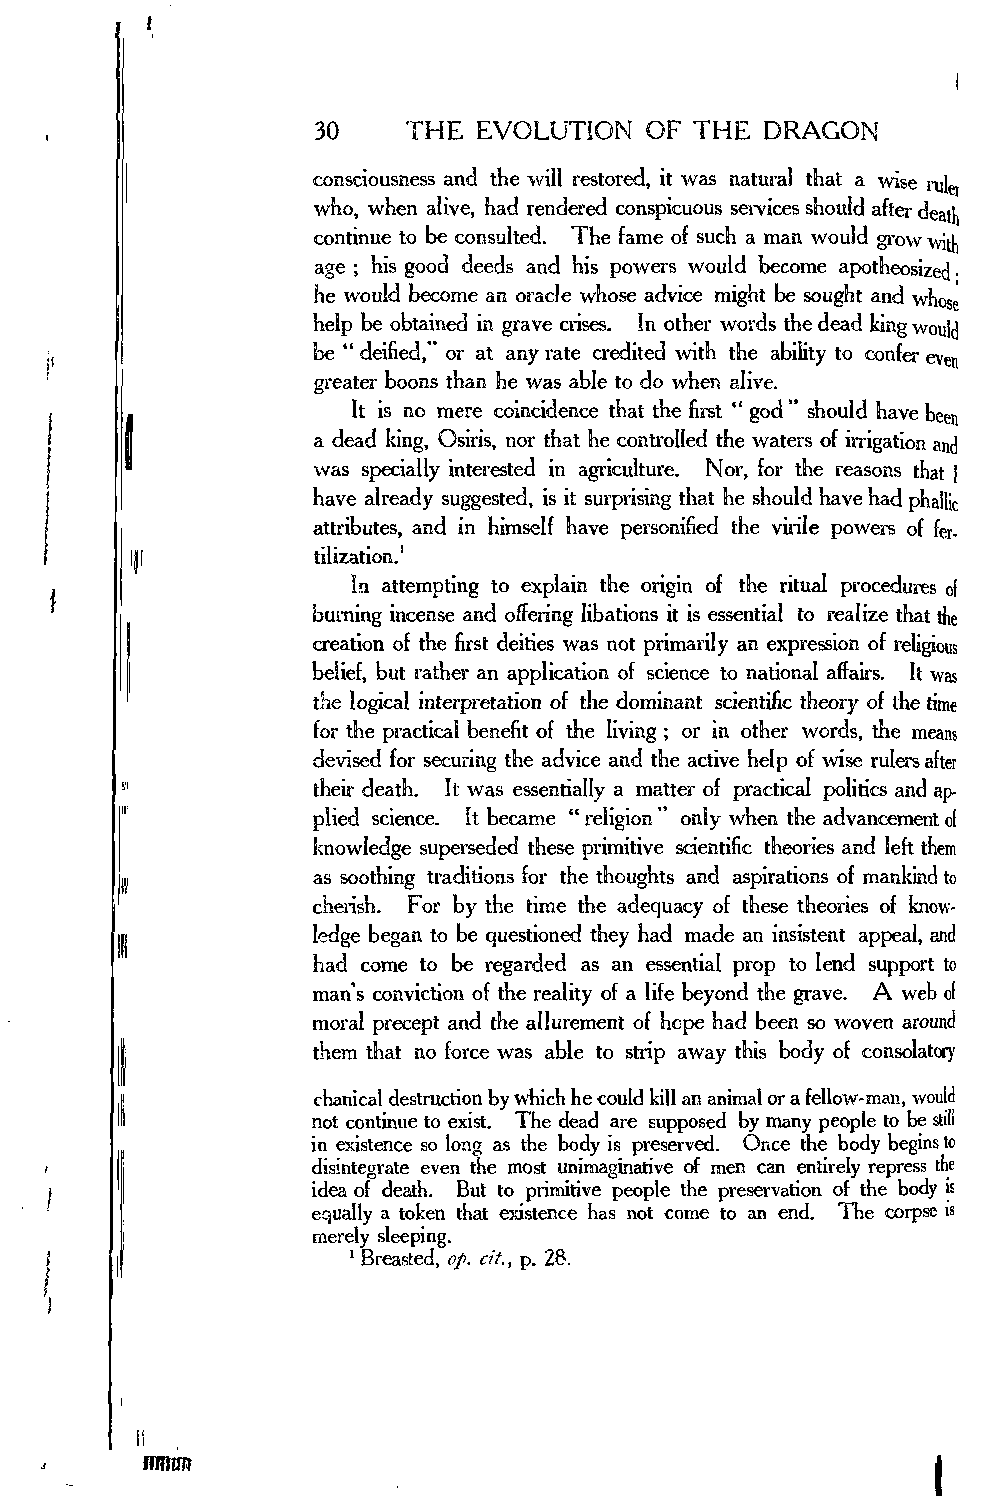 30 THE EVOLUTION OF THE DRAGON
consciousness and the will restored, it was natural that a wise ruler
who, when alive, had rendered conspicuous services should after death
continue to be consulted. The fame of such a man would grow with
age ; his good deeds and his powers would become apotheosized ;
he would become an oracle whose advice might be sought and whose
help be obtained in grave crises. In other words the dead king would
be “ deified,” or at any rate credited with the ability to confer even
greater boons than he was able to do when alive.
It is no mere coincidence that the first “ god ” should have been
a dead king, Osiris, nor that he controlled the waters of irrigation and
was specially interested in agriculture. Nor, for the reasons that I
have already suggested, is it surprising that he should have had phallic
attributes, and in himself have personified the virile powers of fer-
tilization.¹
In attempting to explain the origin of the ritual procedures of
burning incense and offering libations it is essential to realize that the
creation of the first deities was not primarily an expression of religious
belief, but rather an application of science to national affairs. It was
the logical interpretation of the dominant scientific theory of the time
for the practical benefit of the living ; or in other words, the means
devised for securing the advice and the active help of wise rulers after
their death. It was essentially a matter of practical politics and ap-
plied science. It became “ religion ” only when the advancement of
knowledge superseded these primitive scientific theories and left them
as soothing traditions for the thoughts and aspirations of mankind to
cherish. For by the time the adequacy of these theories of know-
ledge began to be questioned they had made an insistent appeal, and
had come to be regarded as an essential prop to lend support to
man's conviction of the reality of a life beyond the grave. A web of
moral precept and the allurement of hope had been so woven around
them that no force was able to strip away this body of consolatory
chanical destruction by which he could kill an animal or a fellow-man, would
not continue to exist. The dead are supposed by many people to be still
in existence so long as the body is preserved. Once the body begins to
disintegrate even the most unimaginative of men can entirely repress the
idea of death. But to primitive people the preservation of the body is
equally a token that existence has not come to an end. The corpse is
merely sleeping.
¹ Breasted, op. cit., p. 28.